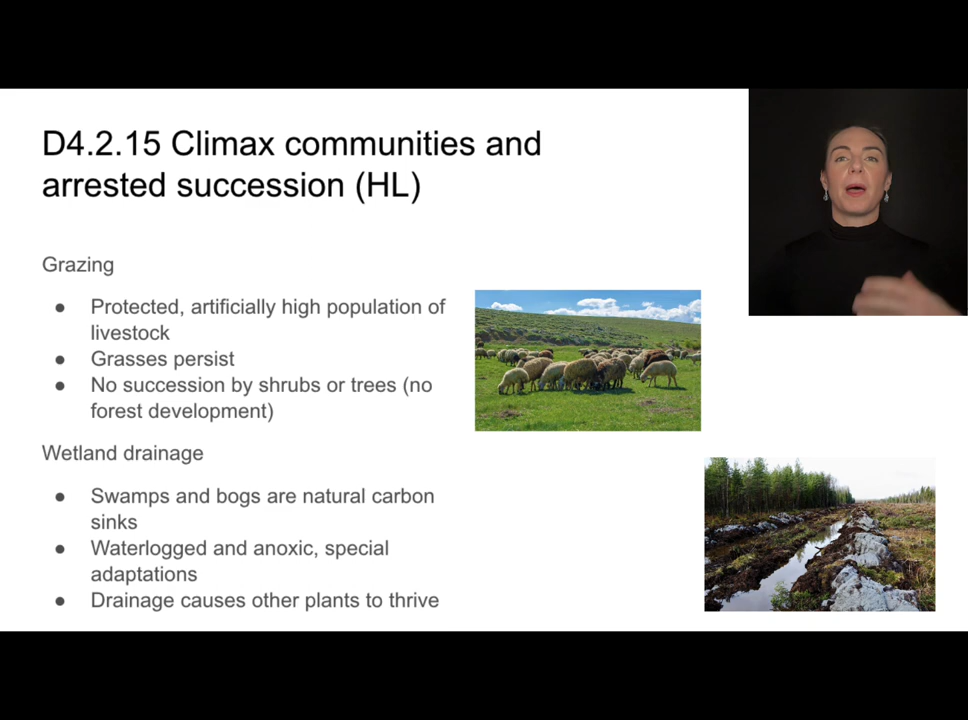 D4.2.15 Climax communities and
arrested succession (HL)
Grazing
● Protected, artificially high population of
livestock
● Grasses persist
● No succession by shrubs or trees (no
forest development)
Wetland drainage
● Swamps and bogs are natural carbon
sinks
● Waterlogged and anoxic, special
adaptations
● Drainage causes other plants to thrive